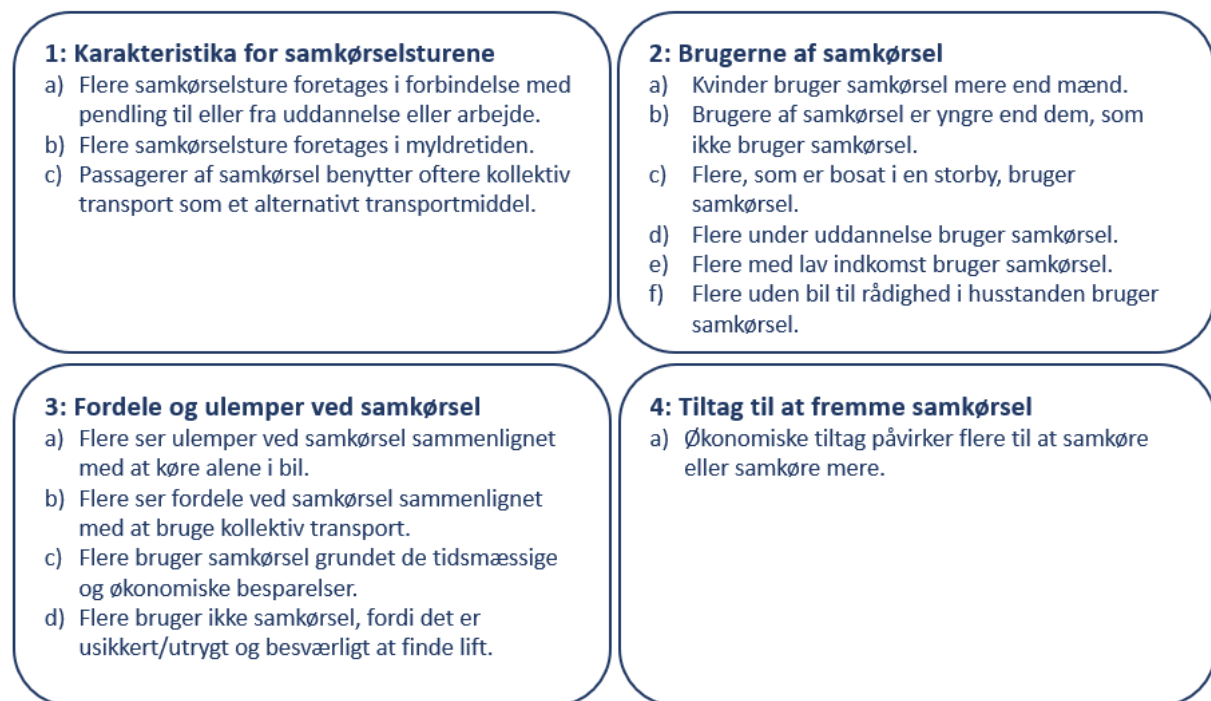 1: Karakteristika for samkørselsturene
a) Flere samkørselsture foretages i forbindelse med
pendling til eller fra uddannelse eller arbejde.
b) Flere samkørselsture foretages i myldretiden.
c) Passagerer af samkørsel benytter oftere kollektiv
transport som et alternativt transportmiddel.
2: Brugerne af samkørsel
a) Kvinder bruger samkørsel mere end mænd.
b) Brugere af samkørsel er yngre end dem, som
ikke bruger samkørsel.
c) Flere, som er bosat i en storby, bruger
samkørsel.
d) Flere under uddannelse bruger samkørsel.
e) Flere med lav indkomst bruger samkørsel.
f) Flere uden bil til rådighed i husstanden bruger
samkørsel.
3: Fordele og ulemper ved samkørsel
a) Flere ser ulemper ved samkørsel sammenlignet
med at køre alene i bil.
b) Flere ser fordele ved samkørsel sammenlignet
med at bruge kollektiv transport.
c) Flere bruger samkørsel grundet de tidsmæssige
og økonomiske besparelser.
d) Flere bruger ikke samkørsel, fordi det er
usikkert/utrygt og besværligt at finde lift.
4: Tiltag til at fremme samkørsel
a) Økonomiske tiltag påvirker flere til at samkøre
eller samkøre mere.